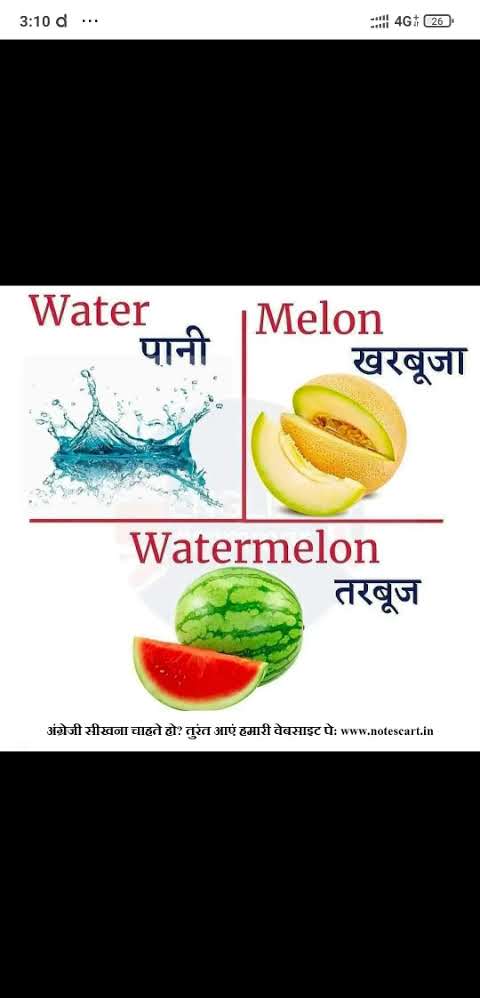 3:10 d ...
4G 26
Water
पानी
Melon
खरबूजा
Watermelon
तरबूज
अंग्रेजी सीखना चाहते हो? तुरंत आएं हमारी वेबसाइट पे: www.notescart.in